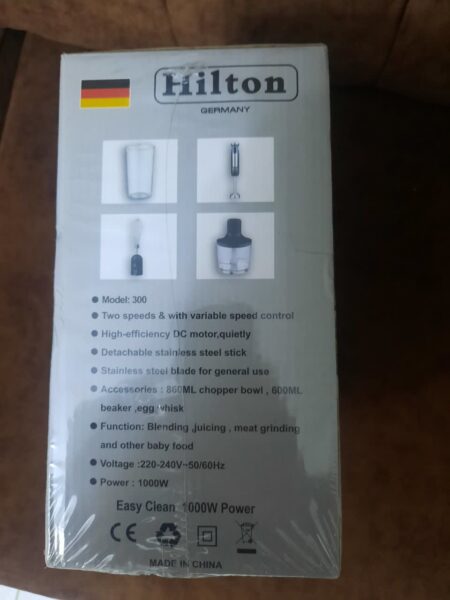 Hilton
GERMANY
Model: 300
Two speeds & with variable speed control
High-efficiency DC motor,quietly
Detachable stainless steel stick
Stainless steel blade for general use
Accessories : 860ML chopper bowl , 600ML
beaker ,egg whisk
Function: Blending ,juicing , meat grinding
and other baby food
Voltage :220-240V~50/60Hz
Power : 1000W
Easy Clean 1000W Power
CE
MADE IN CHINA